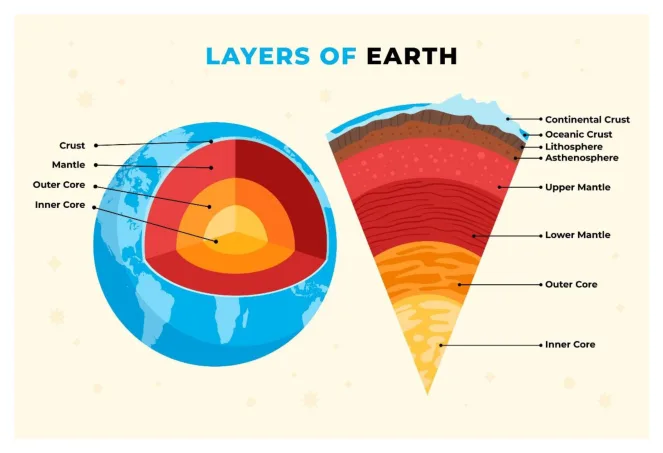 LAYERS OF EARTH
Crust
Mantle
Outer Core
Inner Core
Continental Crust
Oceanic Crust
Lithosphere
Asthenosphere
Upper Mantle
Lower Mantle
Outer Core
Inner Core